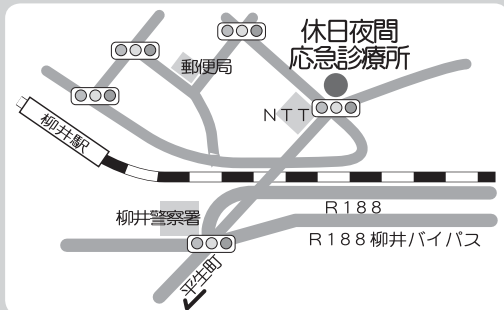 休日夜間
応急診療所
郵便局
NTT
柳井駅
R188
柳井警察署
R188柳井バイパス
平生町